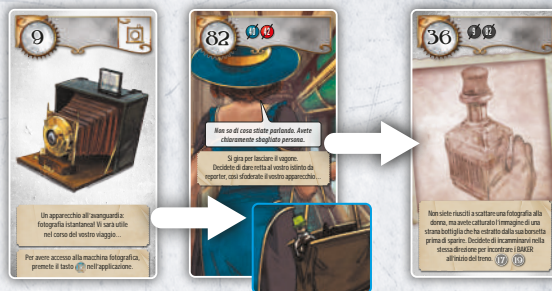 9
Un apparecchio all'avanguardia:
fotografia istantanea! Vi sarà utile
nel corso del vostro viaggio…
Per avere accesso alla macchina fotografica,
premete il tasto nell'applicazione.
82
Non so di cosa stiate parlando. Avete
chiaramente sbagliato persona.
Si gira per lasciare il vagone.
Decidete di dare retta al vostro istinto da
reporter, così sfoderate il vostro apparecchio…
36
Non siete riusciti a scattare una fotografia alla
donna, ma avete catturato l'immagine di una
strana bottiglia che ha estratto dalla sua borsetta
prima di sparire. Decidete di incamminarvi nella
stessa direzione per incontrare i BAKER
all'inizio del treno. 17 19